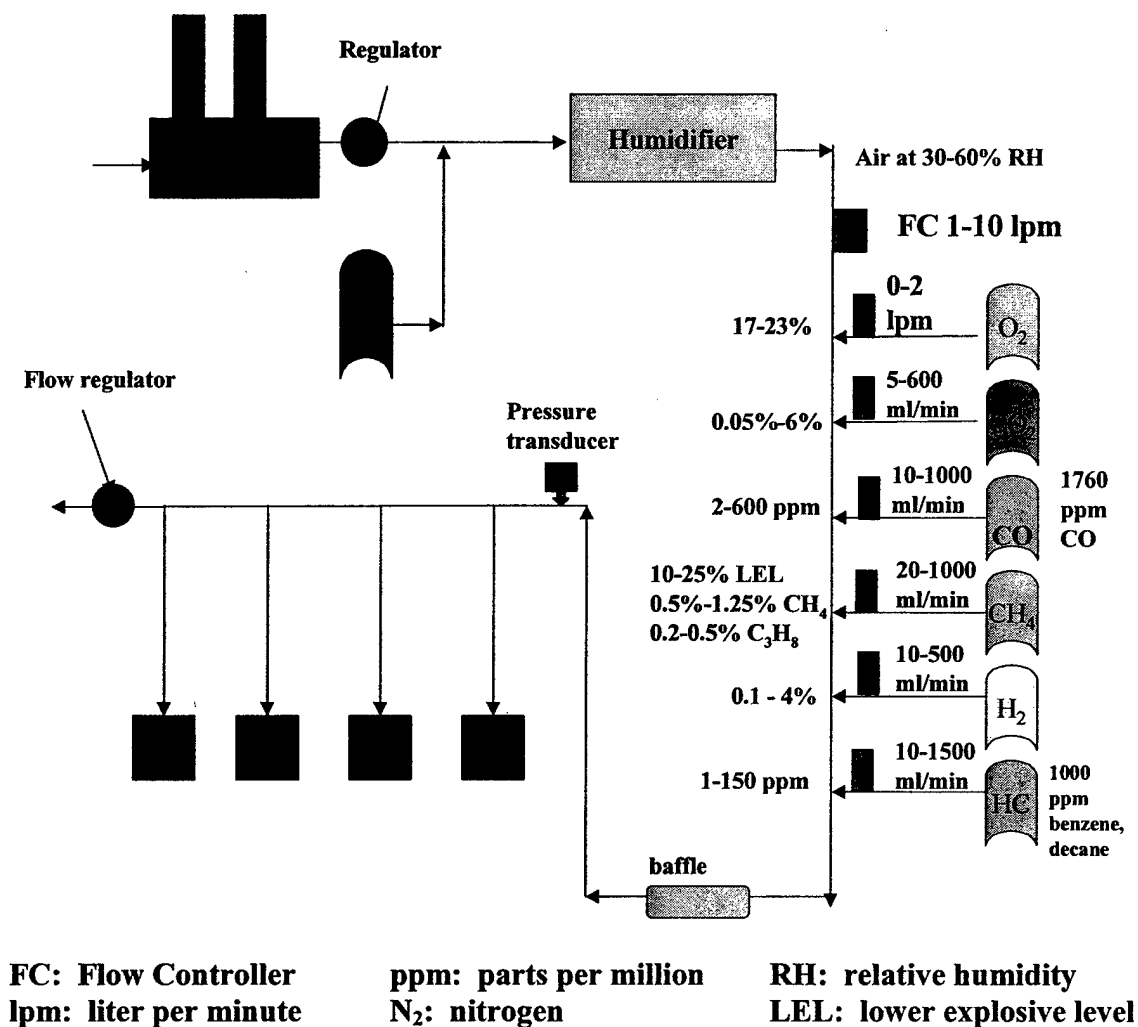 Regulator
Humidifier
Air at 30-60% RH
FC 1-10 lpm
0-2
lpm
17-23%
O₂
Flow regulator
Pressure
transducer
5-600
ml/min
0.05%-6%
10-1000
ml/min
2-600 ppm
CO
1760
ppm
CO
10-25% LEL
0.5%-1.25% CH₄
0.2-0.5% C₃H₈
20-1000
ml/min
CH₄
10-500
ml/min
0.1 - 4%
H₂
10-1500
ml/min
1-150 ppm
HC
1000
ppm
benzene,
decane
baffle
FC: Flow Controller
ppm: parts per million
RH: relative humidity
lpm: liter per minute
N₂: nitrogen
LEL: lower explosive level